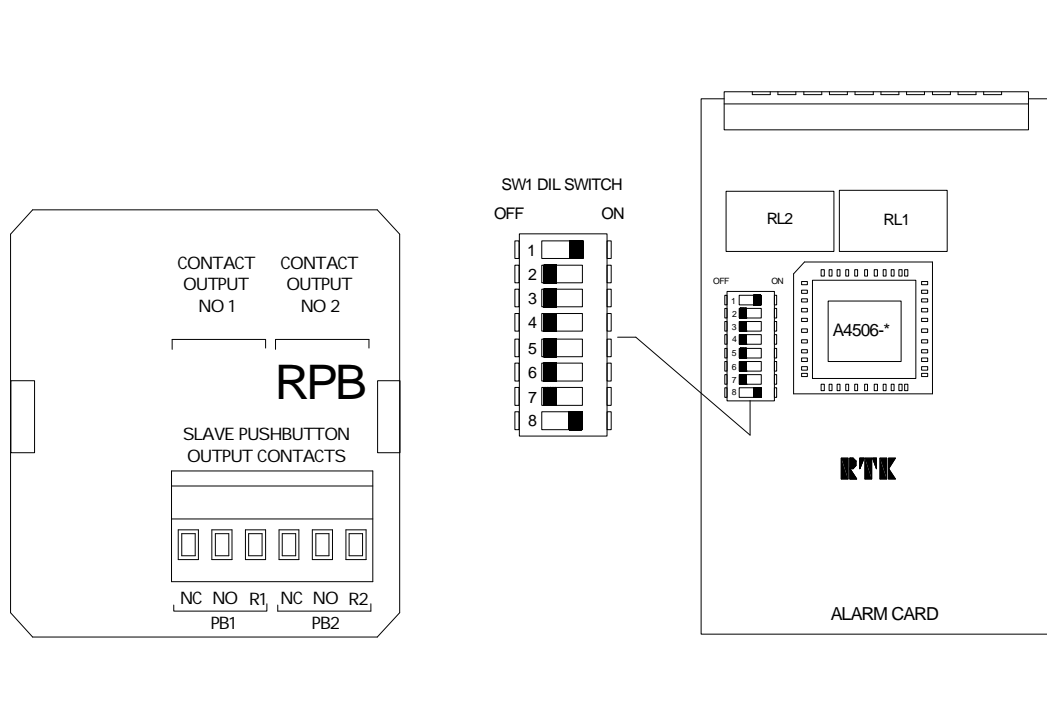 CONTACT
OUTPUT
NO 1
CONTACT
OUTPUT
NO 2
RPB
SLAVE PUSHBUTTON
OUTPUT CONTACTS
NC NO R1 NC NO R2
PB1 PB2
SW1 DIL SWITCH
OFF ON
1
2
3
4
5
6
7
8
RL2 RL1
OFF ON
1
2
3
4
5
6
7
8
A4506-*
RTK
ALARM CARD